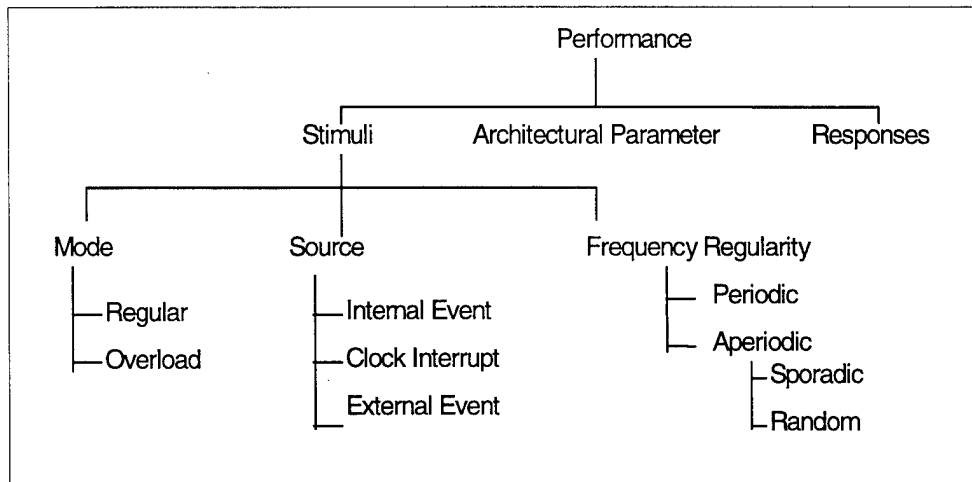 Performance
Stimuli Architectural Parameter Responses
Mode Source Frequency Regularity
Regular Internal Event Periodic
Overload Clock Interrupt Aperiodic
Sporadic
External Event
Random